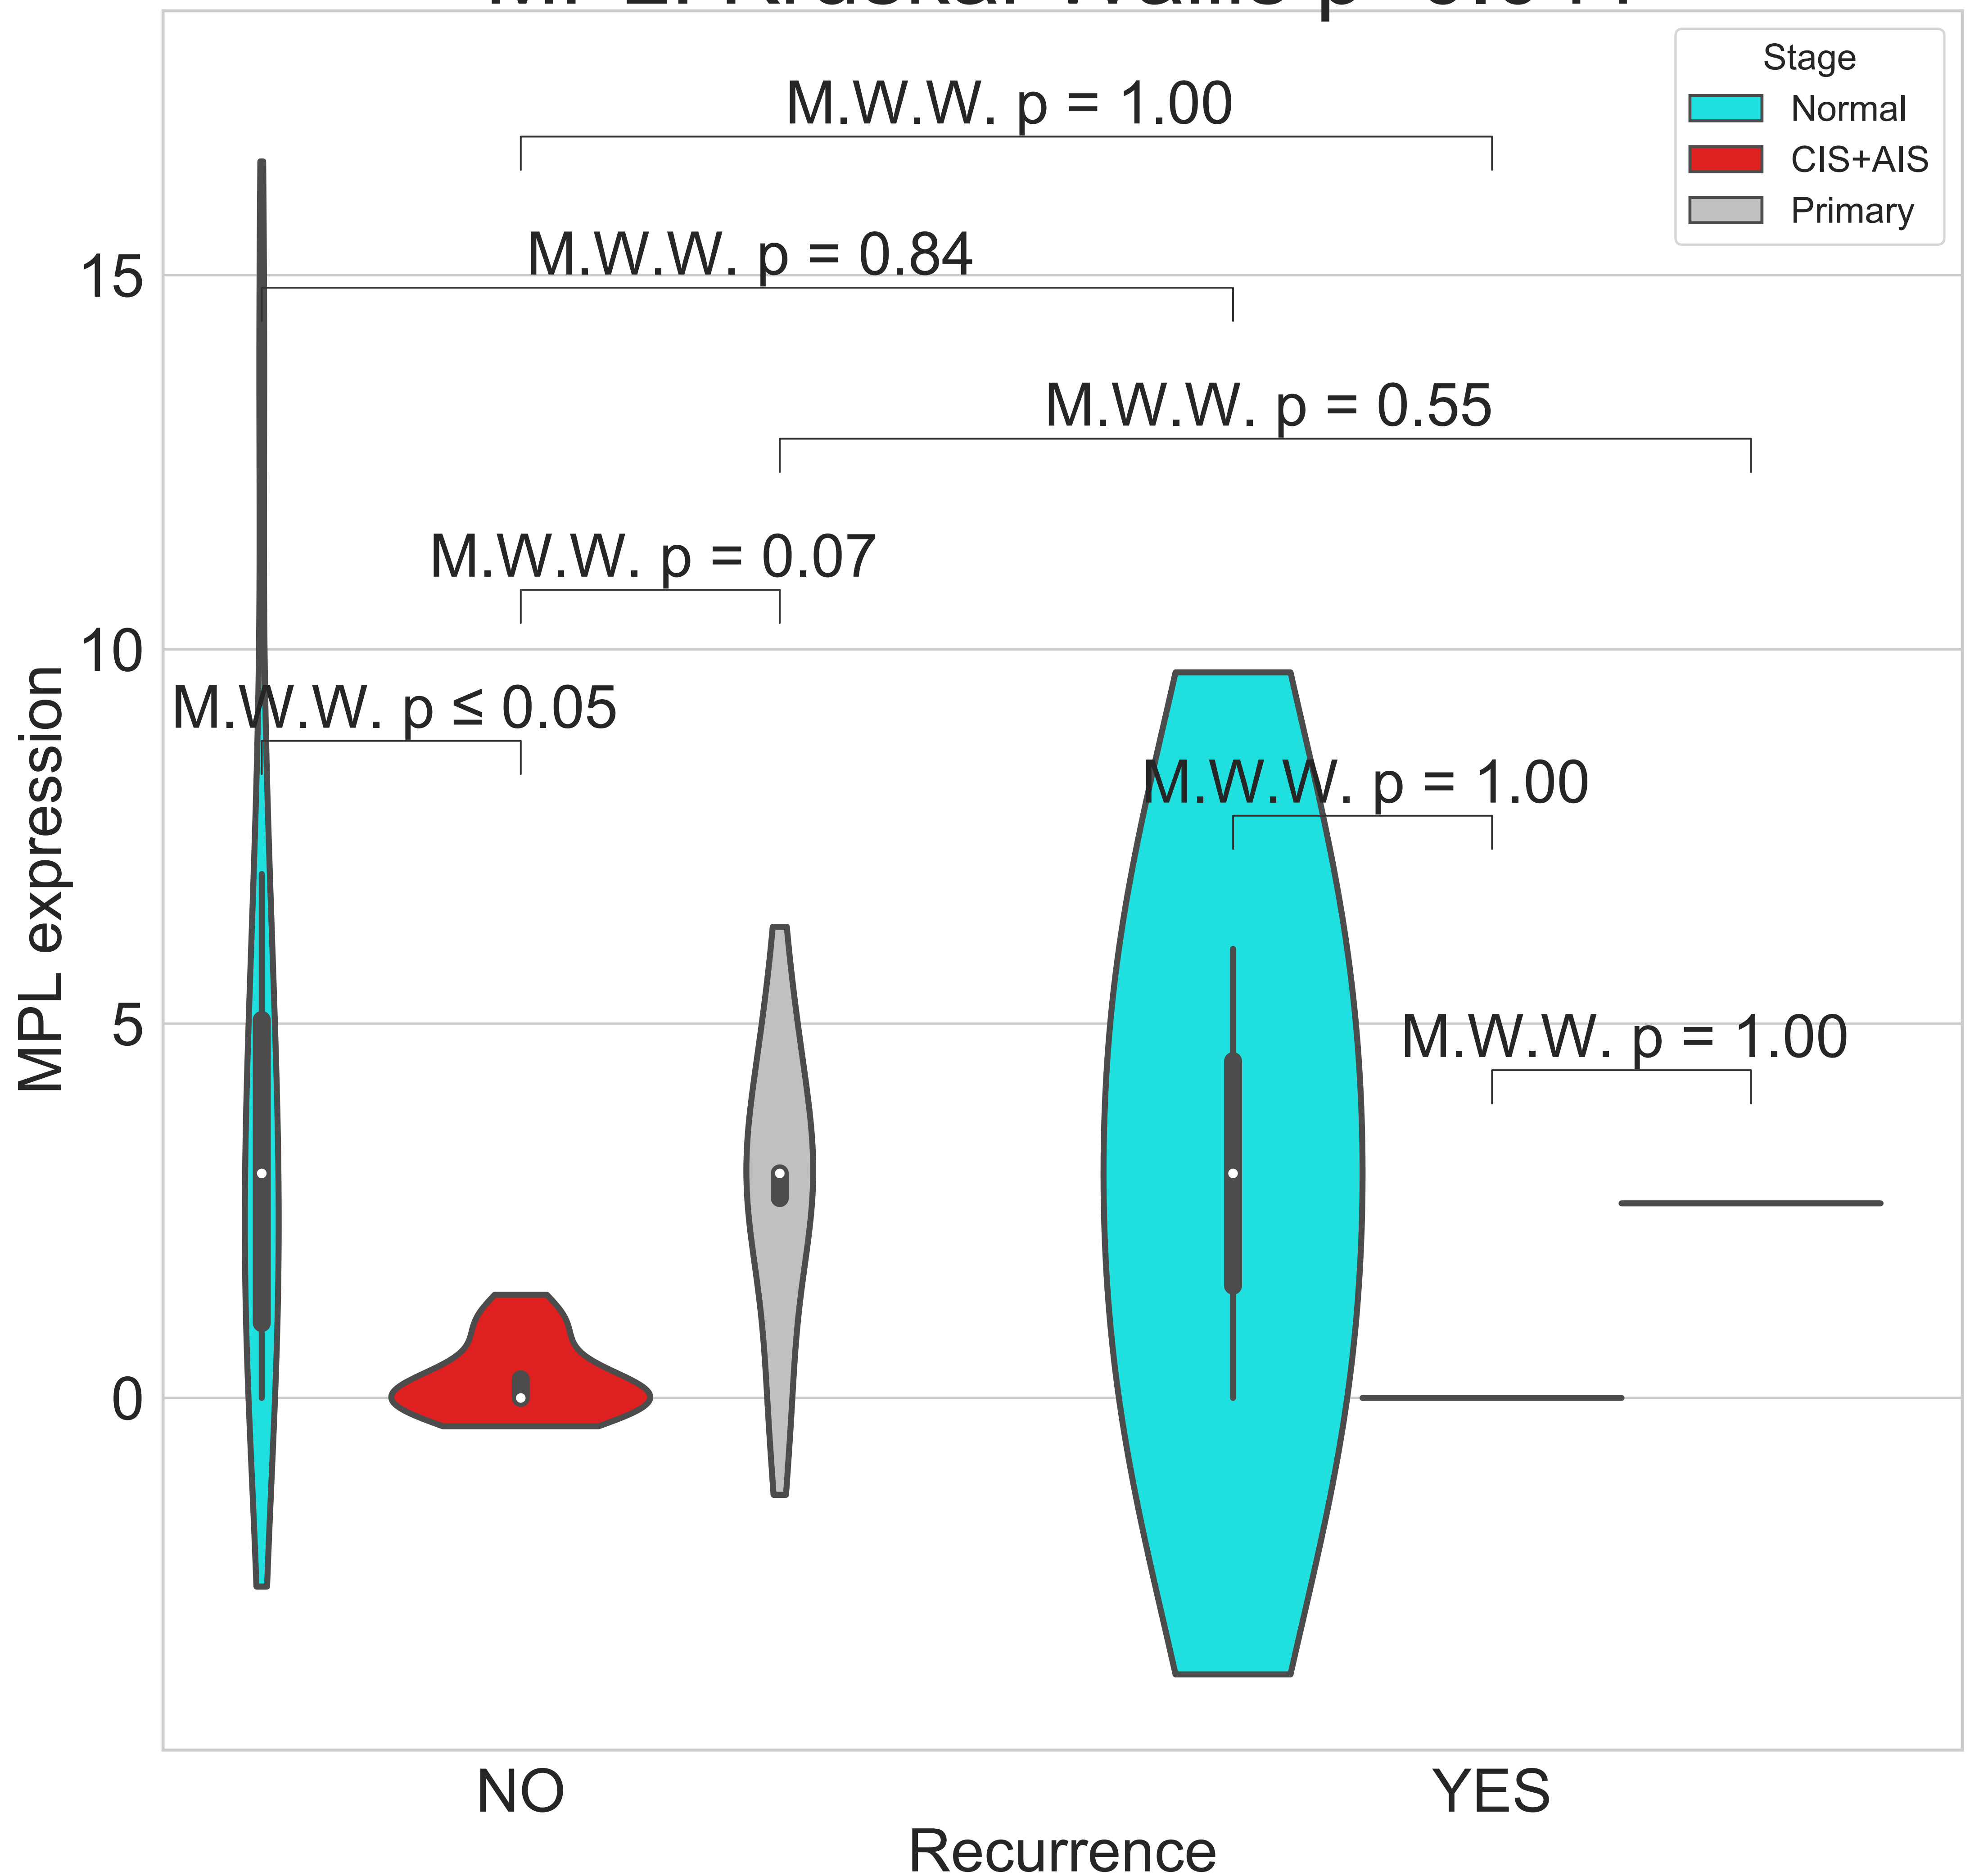 Stage
Normal
CIS+AIS
Primary
M.W.W. p = 1.00
M.W.W. p = 0.84
M.W.W. p = 0.55
M.W.W. p = 0.07
M.W.W. p ≤ 0.05
M.W.W. p = 1.00
M.W.W. p = 1.00
15
10
5
0
MPL expression
NO
YES
Recurrence